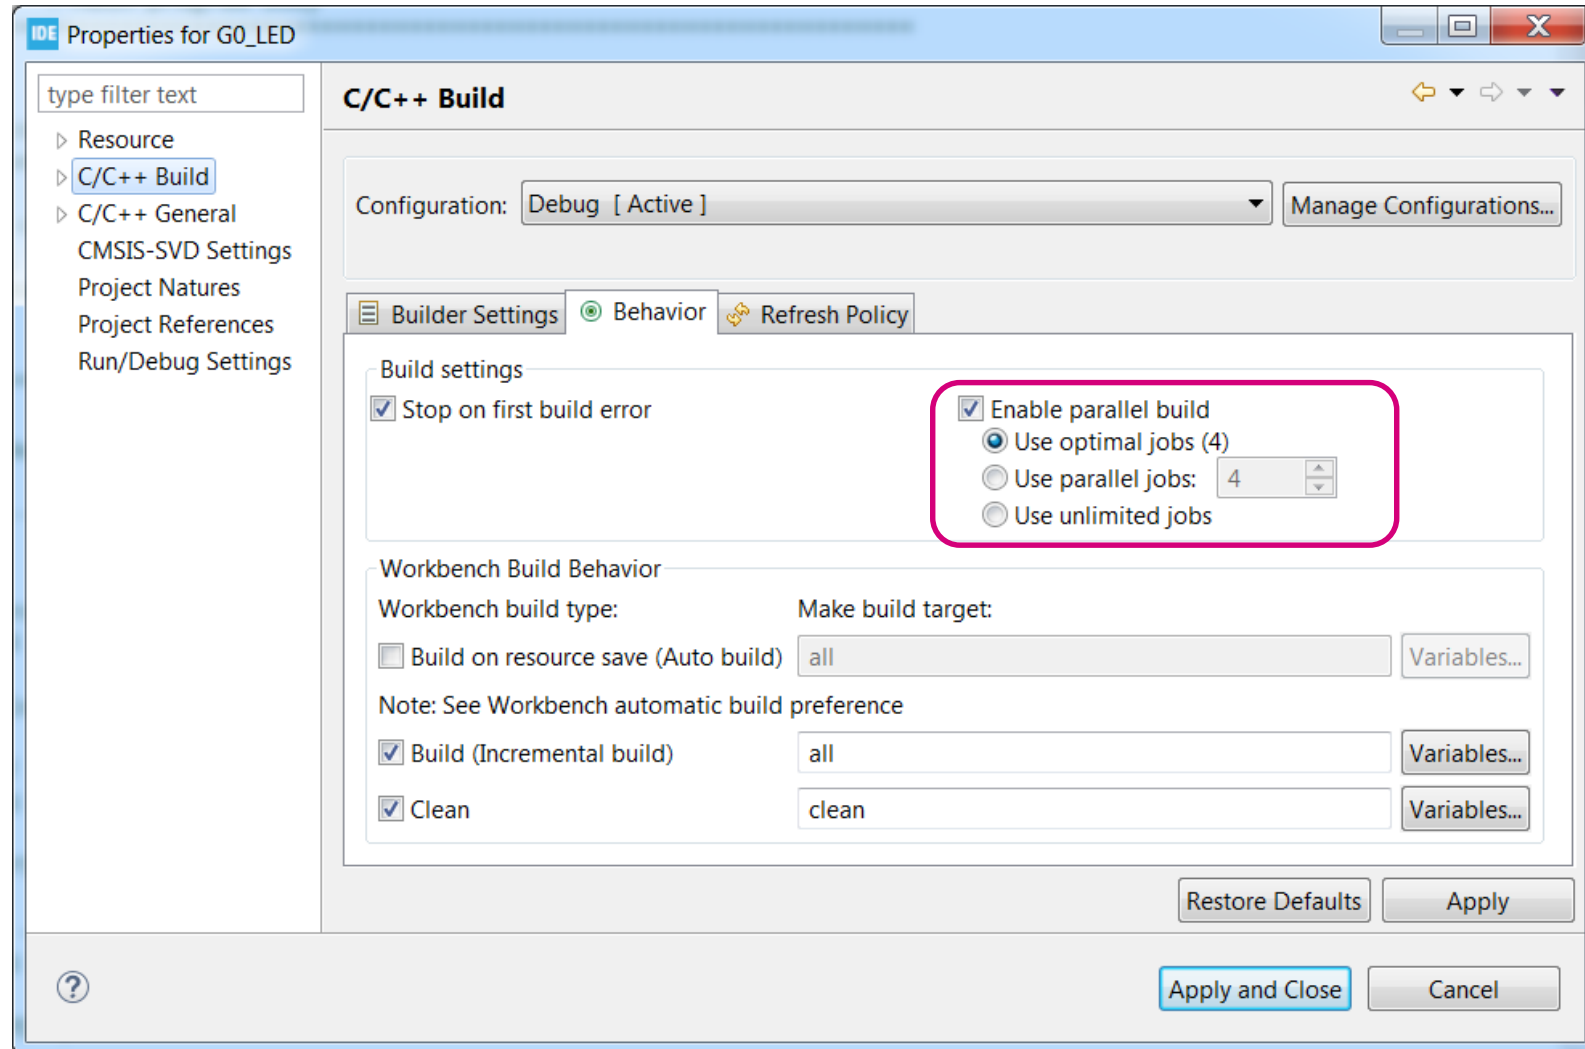 IDE Properties for G0_LED
type filter text
Resource
C/C++ Build
C/C++ General
CMSIS-SVD Settings
Project Natures
Project References
Run/Debug Settings
C/C++ Build
Configuration: Debug [ Active ] Manage Configurations...
Builder Settings Behavior Refresh Policy
Build settings
Stop on first build error Enable parallel build
Use optimal jobs (4)
Use parallel jobs: 4
Use unlimited jobs
Workbench Build Behavior
Workbench build type: Make build target:
Build on resource save (Auto build) all Variables...
Note: See Workbench automatic build preference
Build (Incremental build) all Variables...
Clean clean Variables...
Restore Defaults Apply
? Apply and Close Cancel